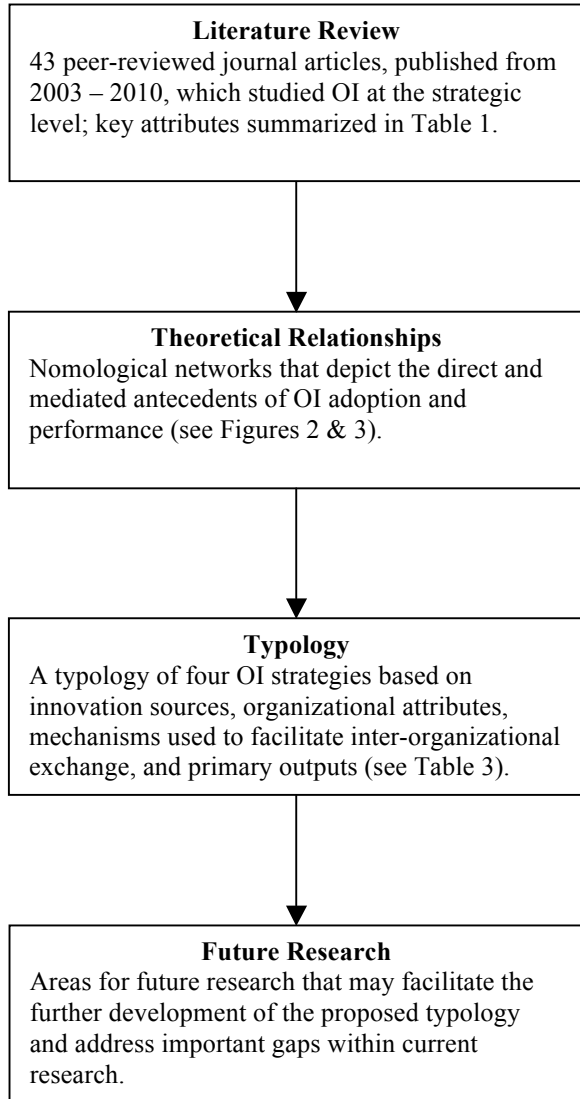 Literature Review
43 peer-reviewed journal articles, published from
2003 – 2010, which studied OI at the strategic
level; key attributes summarized in Table 1.
Theoretical Relationships
Nomological networks that depict the direct and
mediated antecedents of OI adoption and
performance (see Figures 2 & 3).
Typology
A typology of four OI strategies based on
innovation sources, organizational attributes,
mechanisms used to facilitate inter-organizational
exchange, and primary outputs (see Table 3).
Future Research
Areas for future research that may facilitate the
further development of the proposed typology
and address important gaps within current
research.